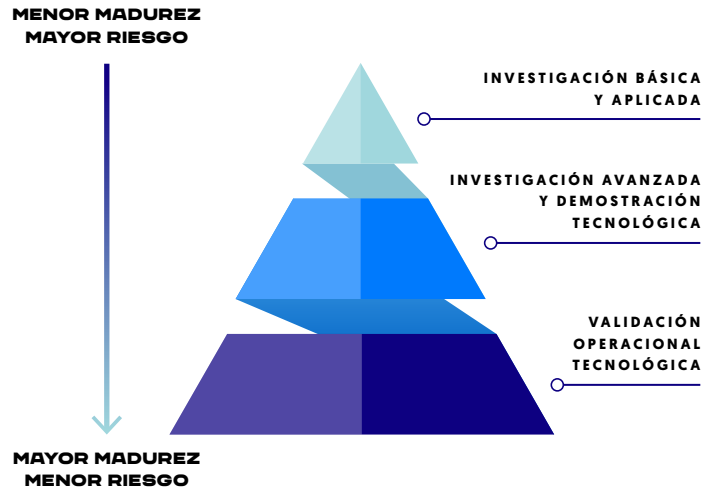 MENOR MADUREZ
MAYOR RIESGO
INVESTIGACIÓN BÁSICA
Y APLICADA
INVESTIGACIÓN AVANZADA
Y DEMOSTRACIÓN
TECNOLÓGICA
VALIDACIÓN
OPERACIONAL
TECNOLÓGICA
MAYOR MADUREZ
MENOR RIESGO